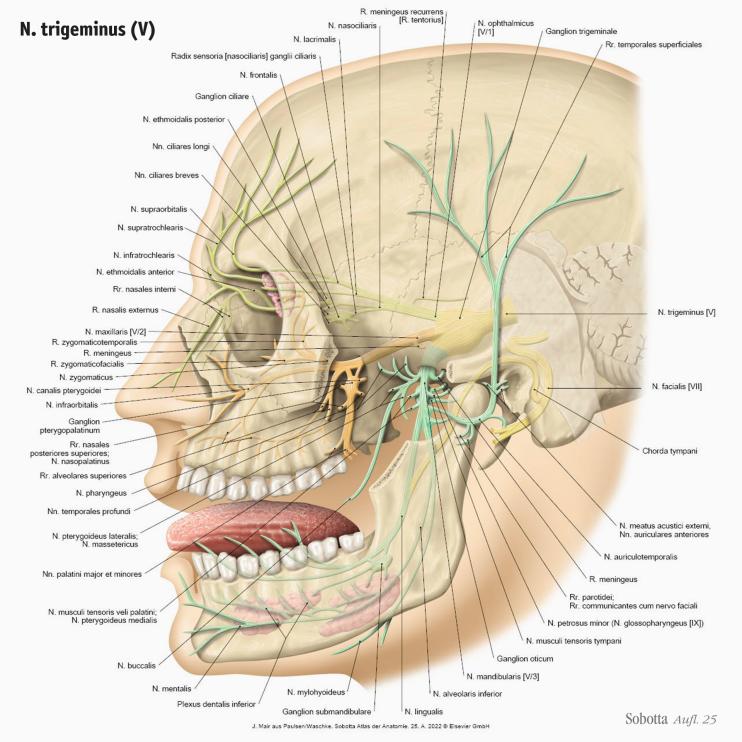 N. trigeminus (V)
R. meningeus recurrens
[R. tentorius]
N. nasociliaris
N. ophthalmicus
[V/1]
Ganglion trigeminale
N. lacrimalis
Rr. temporales superficiales
Radix sensoria [nasociliaris] ganglii ciliaris
N. frontalis
Ganglion ciliare
N. ethmoidalis posterior
Nn. ciliares longi
Nn. ciliares breves
N. supraorbitalis
N. supratrochlearis
N. infratrochlearis
N. ethmoidalis anterior
Rr. nasales interni
R. nasalis externus
N. maxillaris [V/2]
R. zygomaticotemporalis
R. meningeus
R. zygomaticofacialis
N. zygomaticus
N. canalis pterygoidei
N. infraorbitalis
Ganglion
pterygopalatinum
Rr. nasales
posteriores superiores;
N. nasopalatinus
Rr. alveolares superiores
N. pharyngeus
Nn. temporales profundi
N. pterygoideus lateralis;
N. massetericus
Nn. palatini major et minores
N. musculi tensoris veli palatini;
N. pterygoideus medialis
N. buccalis
N. mentalis
Plexus dentalis inferior
N. mylohyoideus
Ganglion submandibulare
N. lingualis
N. alveolaris inferior
N. mandibularis [V/3]
Ganglion oticum
N. musculi tensoris tympani
N. petrosus minor (N. glossopharyngeus [IX])
Rr. parotidei;
Rr. communicantes cum nervo faciali
R. meningeus
N. auriculotemporalis
N. meatus acustici externi,
Nn. auriculares anteriores
Chorda tympani
N. facialis [VII]
N. trigeminus [V]
J. Mair aus Paulsen/Waschke, Sobotta Atlas der Anatomie, 25. A. 2022 © Elsevier GmbH
Sobotta Aufl. 25